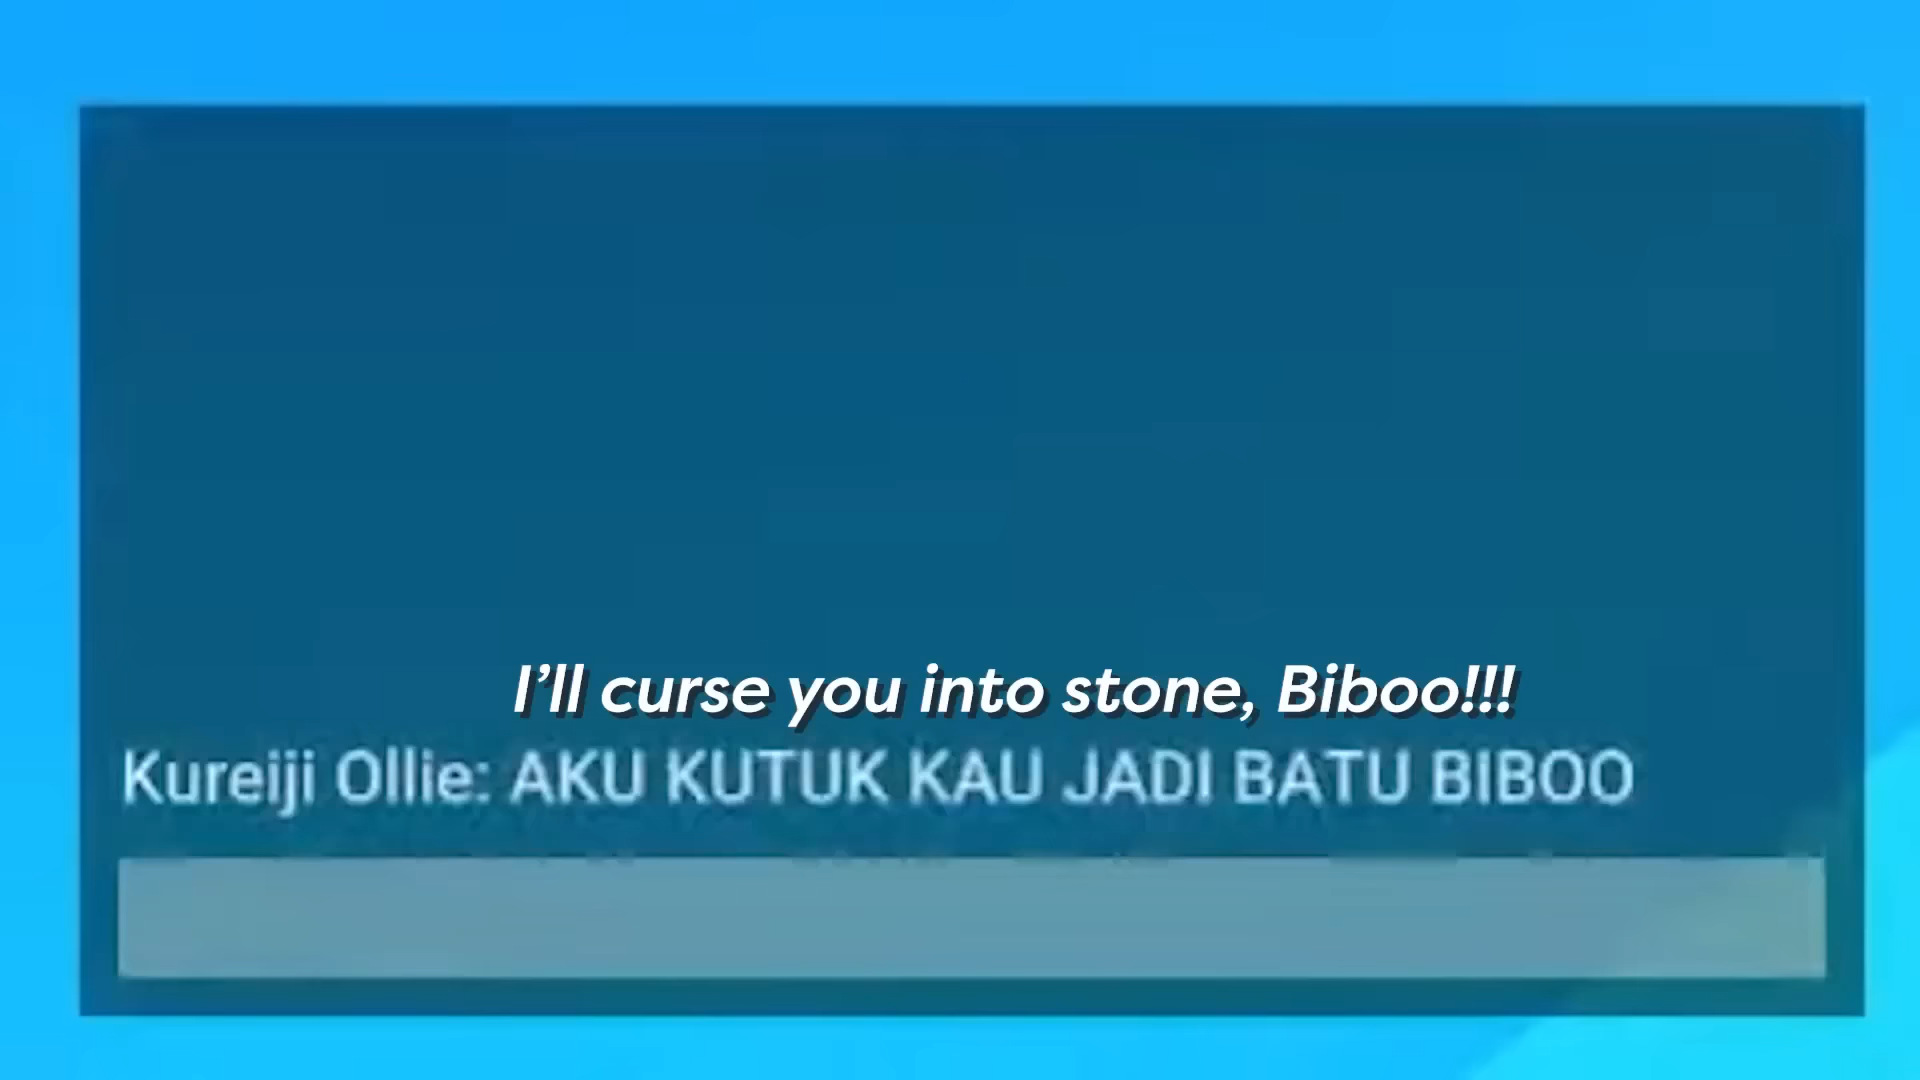 I’ll curse you into stone, Biboo!!!
Kureiji Ollie: AKU KUTUK KAU JADI BATU BIBOO